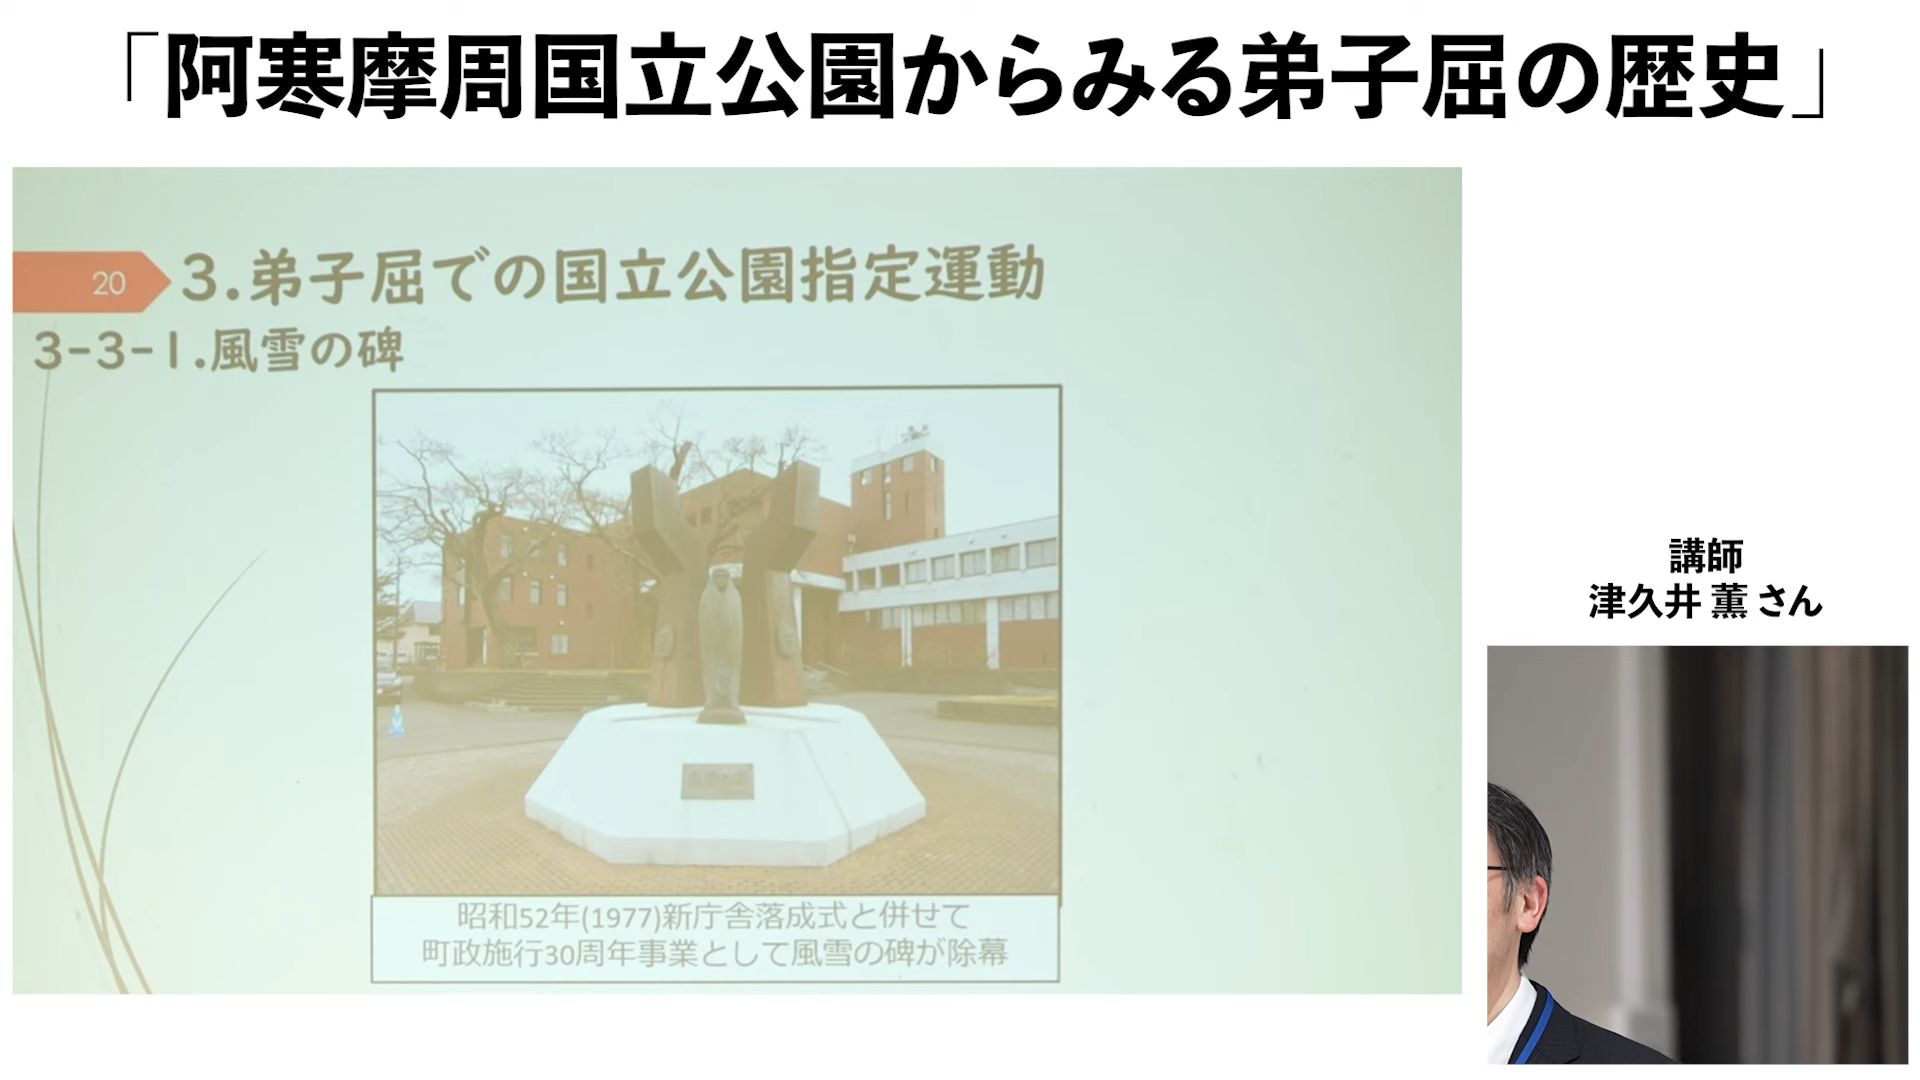 「阿寒摩周国立公園からみる弟子屈の歴史」
20
3.弟子屈での国立公園指定運動
3-3-1.風雪の碑
昭和52年(1977)新庁舎落成式と併せて
町政施行30周年事業として風雪の碑が除幕
講師
津久井 薫 さん